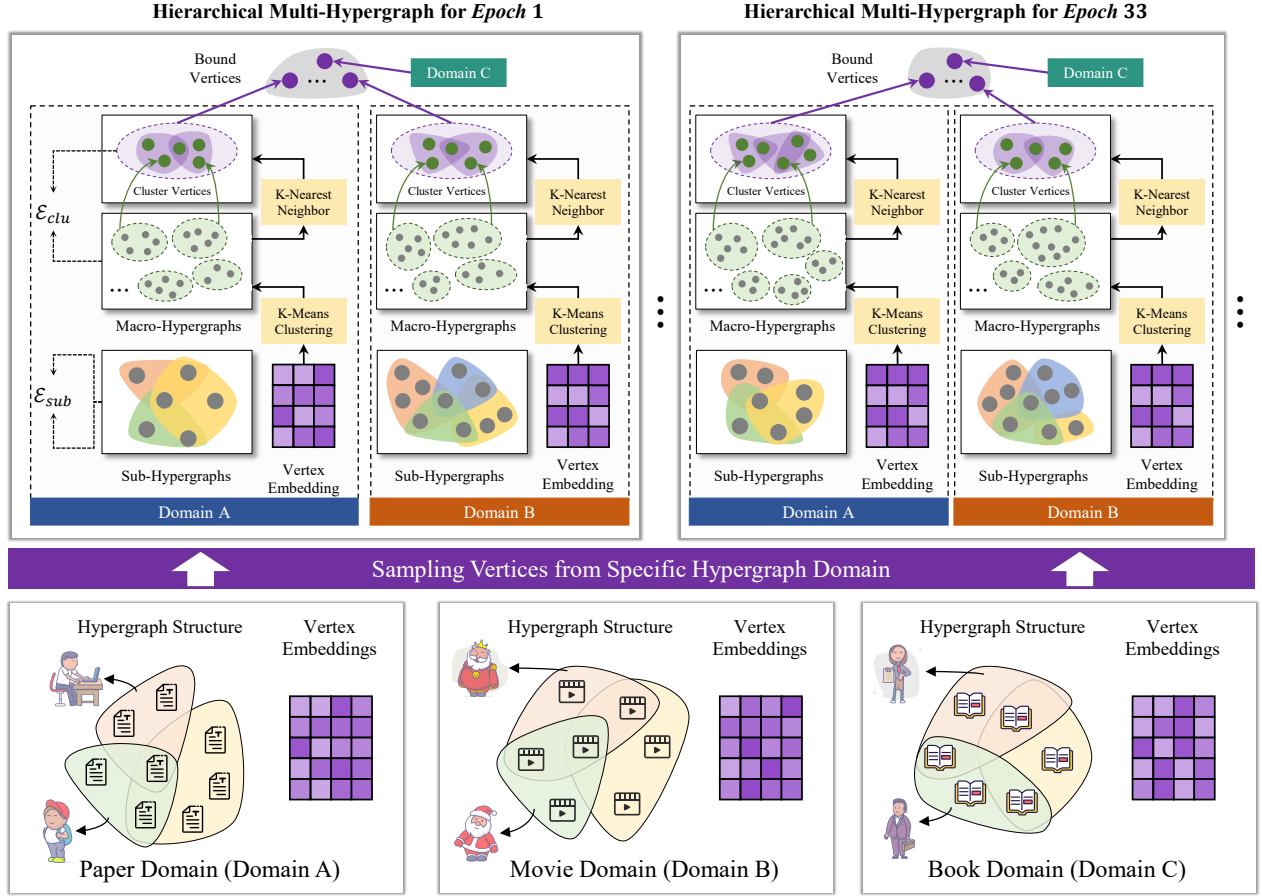 Hierarchical Multi-Hypergraph for Epoch 1
Bound
Vertices
...
Domain C
Cluster Vertices
K-Nearest
Neighbor
ℰclu
...
Macro-Hypergraphs
K-Means
Clustering
ℰsub
Sub-Hypergraphs
Vertex
Embedding
Domain A
Cluster Vertices
K-Nearest
Neighbor
...
Macro-Hypergraphs
K-Means
Clustering
Sub-Hypergraphs
Vertex
Embedding
Domain B
Hierarchical Multi-Hypergraph for Epoch 33
Bound
Vertices
...
Domain C
Cluster Vertices
K-Nearest
Neighbor
...
Macro-Hypergraphs
K-Means
Clustering
Sub-Hypergraphs
Vertex
Embedding
Domain A
Cluster Vertices
K-Nearest
Neighbor
...
Macro-Hypergraphs
K-Means
Clustering
Sub-Hypergraphs
Vertex
Embedding
Domain B
Sampling Vertices from Specific Hypergraph Domain
Hypergraph Structure
Vertex
Embeddings
T
T
T
T
T
T
T
Paper Domain (Domain A)
Hypergraph Structure
Vertex
Embeddings
Movie Domain (Domain B)
Hypergraph Structure
Vertex
Embeddings
Book Domain (Domain C)